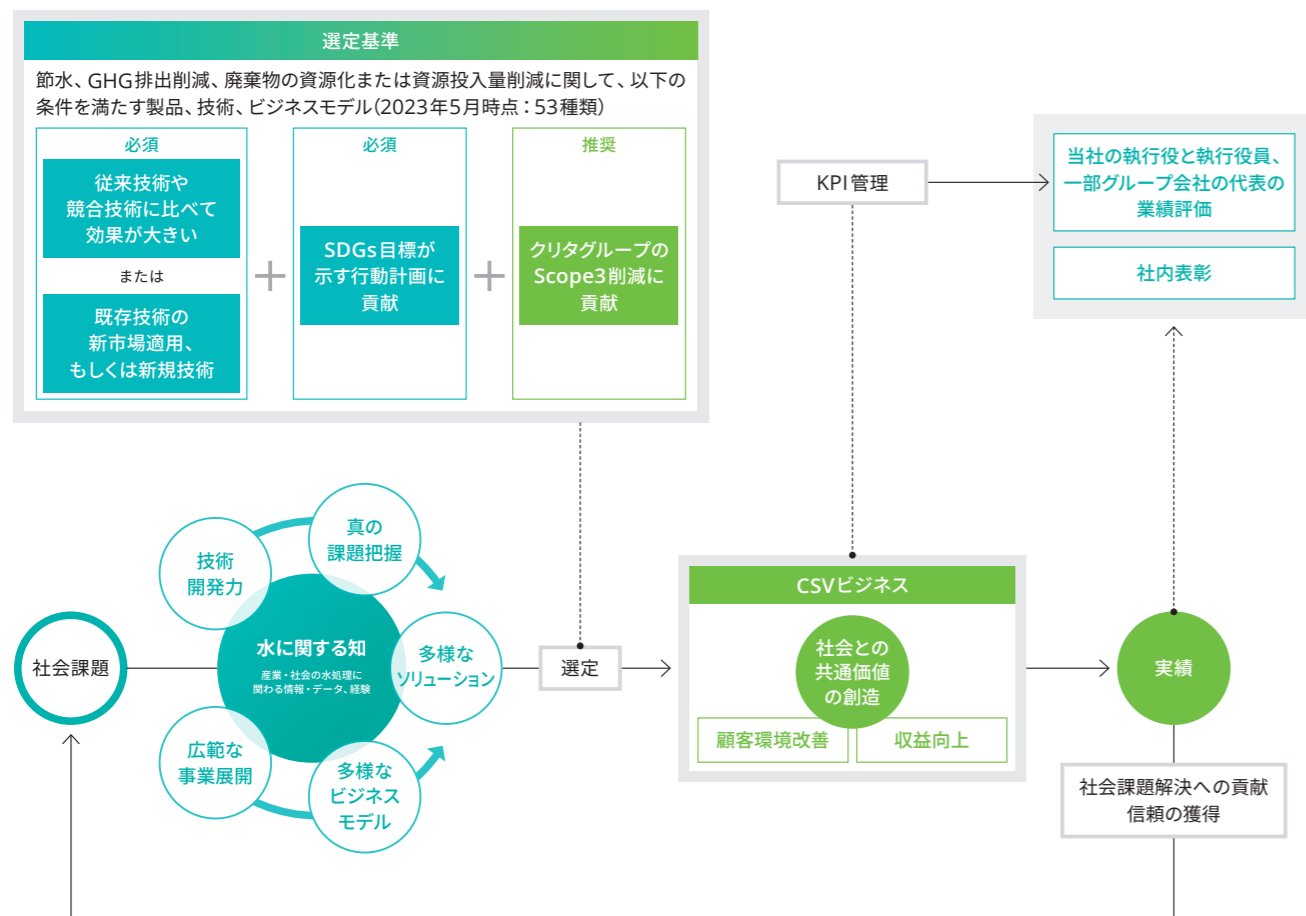 選定基準
節水、GHG排出削減、廃棄物の資源化または資源投入量削減に関して、以下の
条件を満たす製品、技術、ビジネスモデル(2023年5月時点：53種類)
必須
従来技術や
競合技術に比べて
効果が大きい
または
既存技術の
新市場適用、
もしくは新規技術
必須
SDGs目標が
示す行動計画に
貢献
推奨
クリタグループの
Scope3削減に
貢献
KPI管理
当社の執行役と執行役員、
一部グループ会社の代表の
業績評価
社内表彰
社会課題
技術
開発力
真の
課題把握
水に関する知
産業・社会の水処理に
関わる情報・データ、経験
多様な
ソリューション
広範な
事業展開
多様な
ビジネス
モデル
選定
CSVビジネス
社会との
共通価値
の創造
顧客環境改善
収益向上
実績
社会課題解決への貢献
信頼の獲得